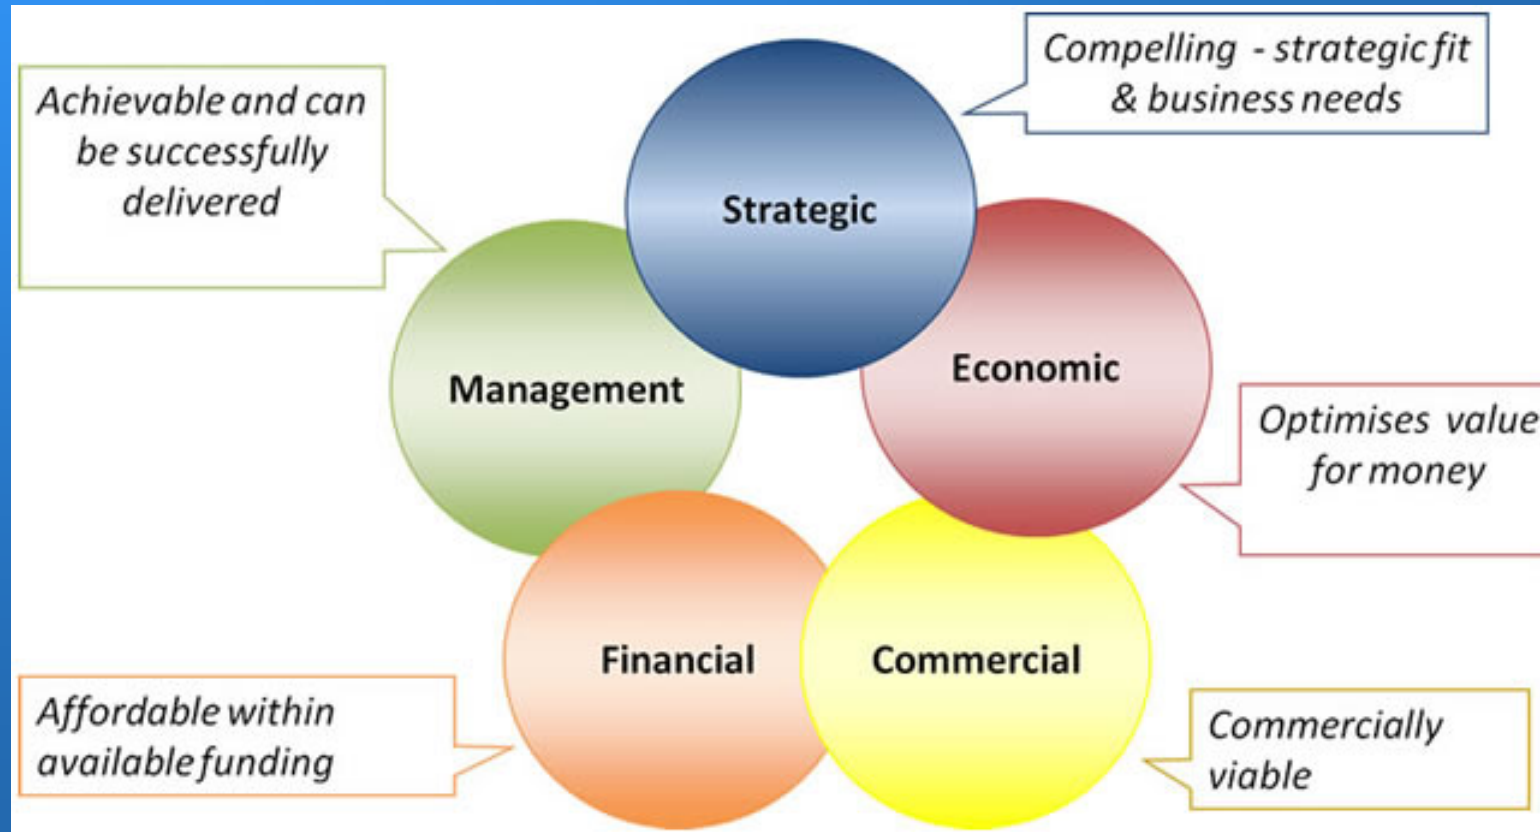 Compelling - strategic fit
& business needs
Achievable and can
be successfully
delivered
Strategic
Economic
Management
Optimises value
for money
Financial
Commercial
Affordable within
available funding
Commercially
viable